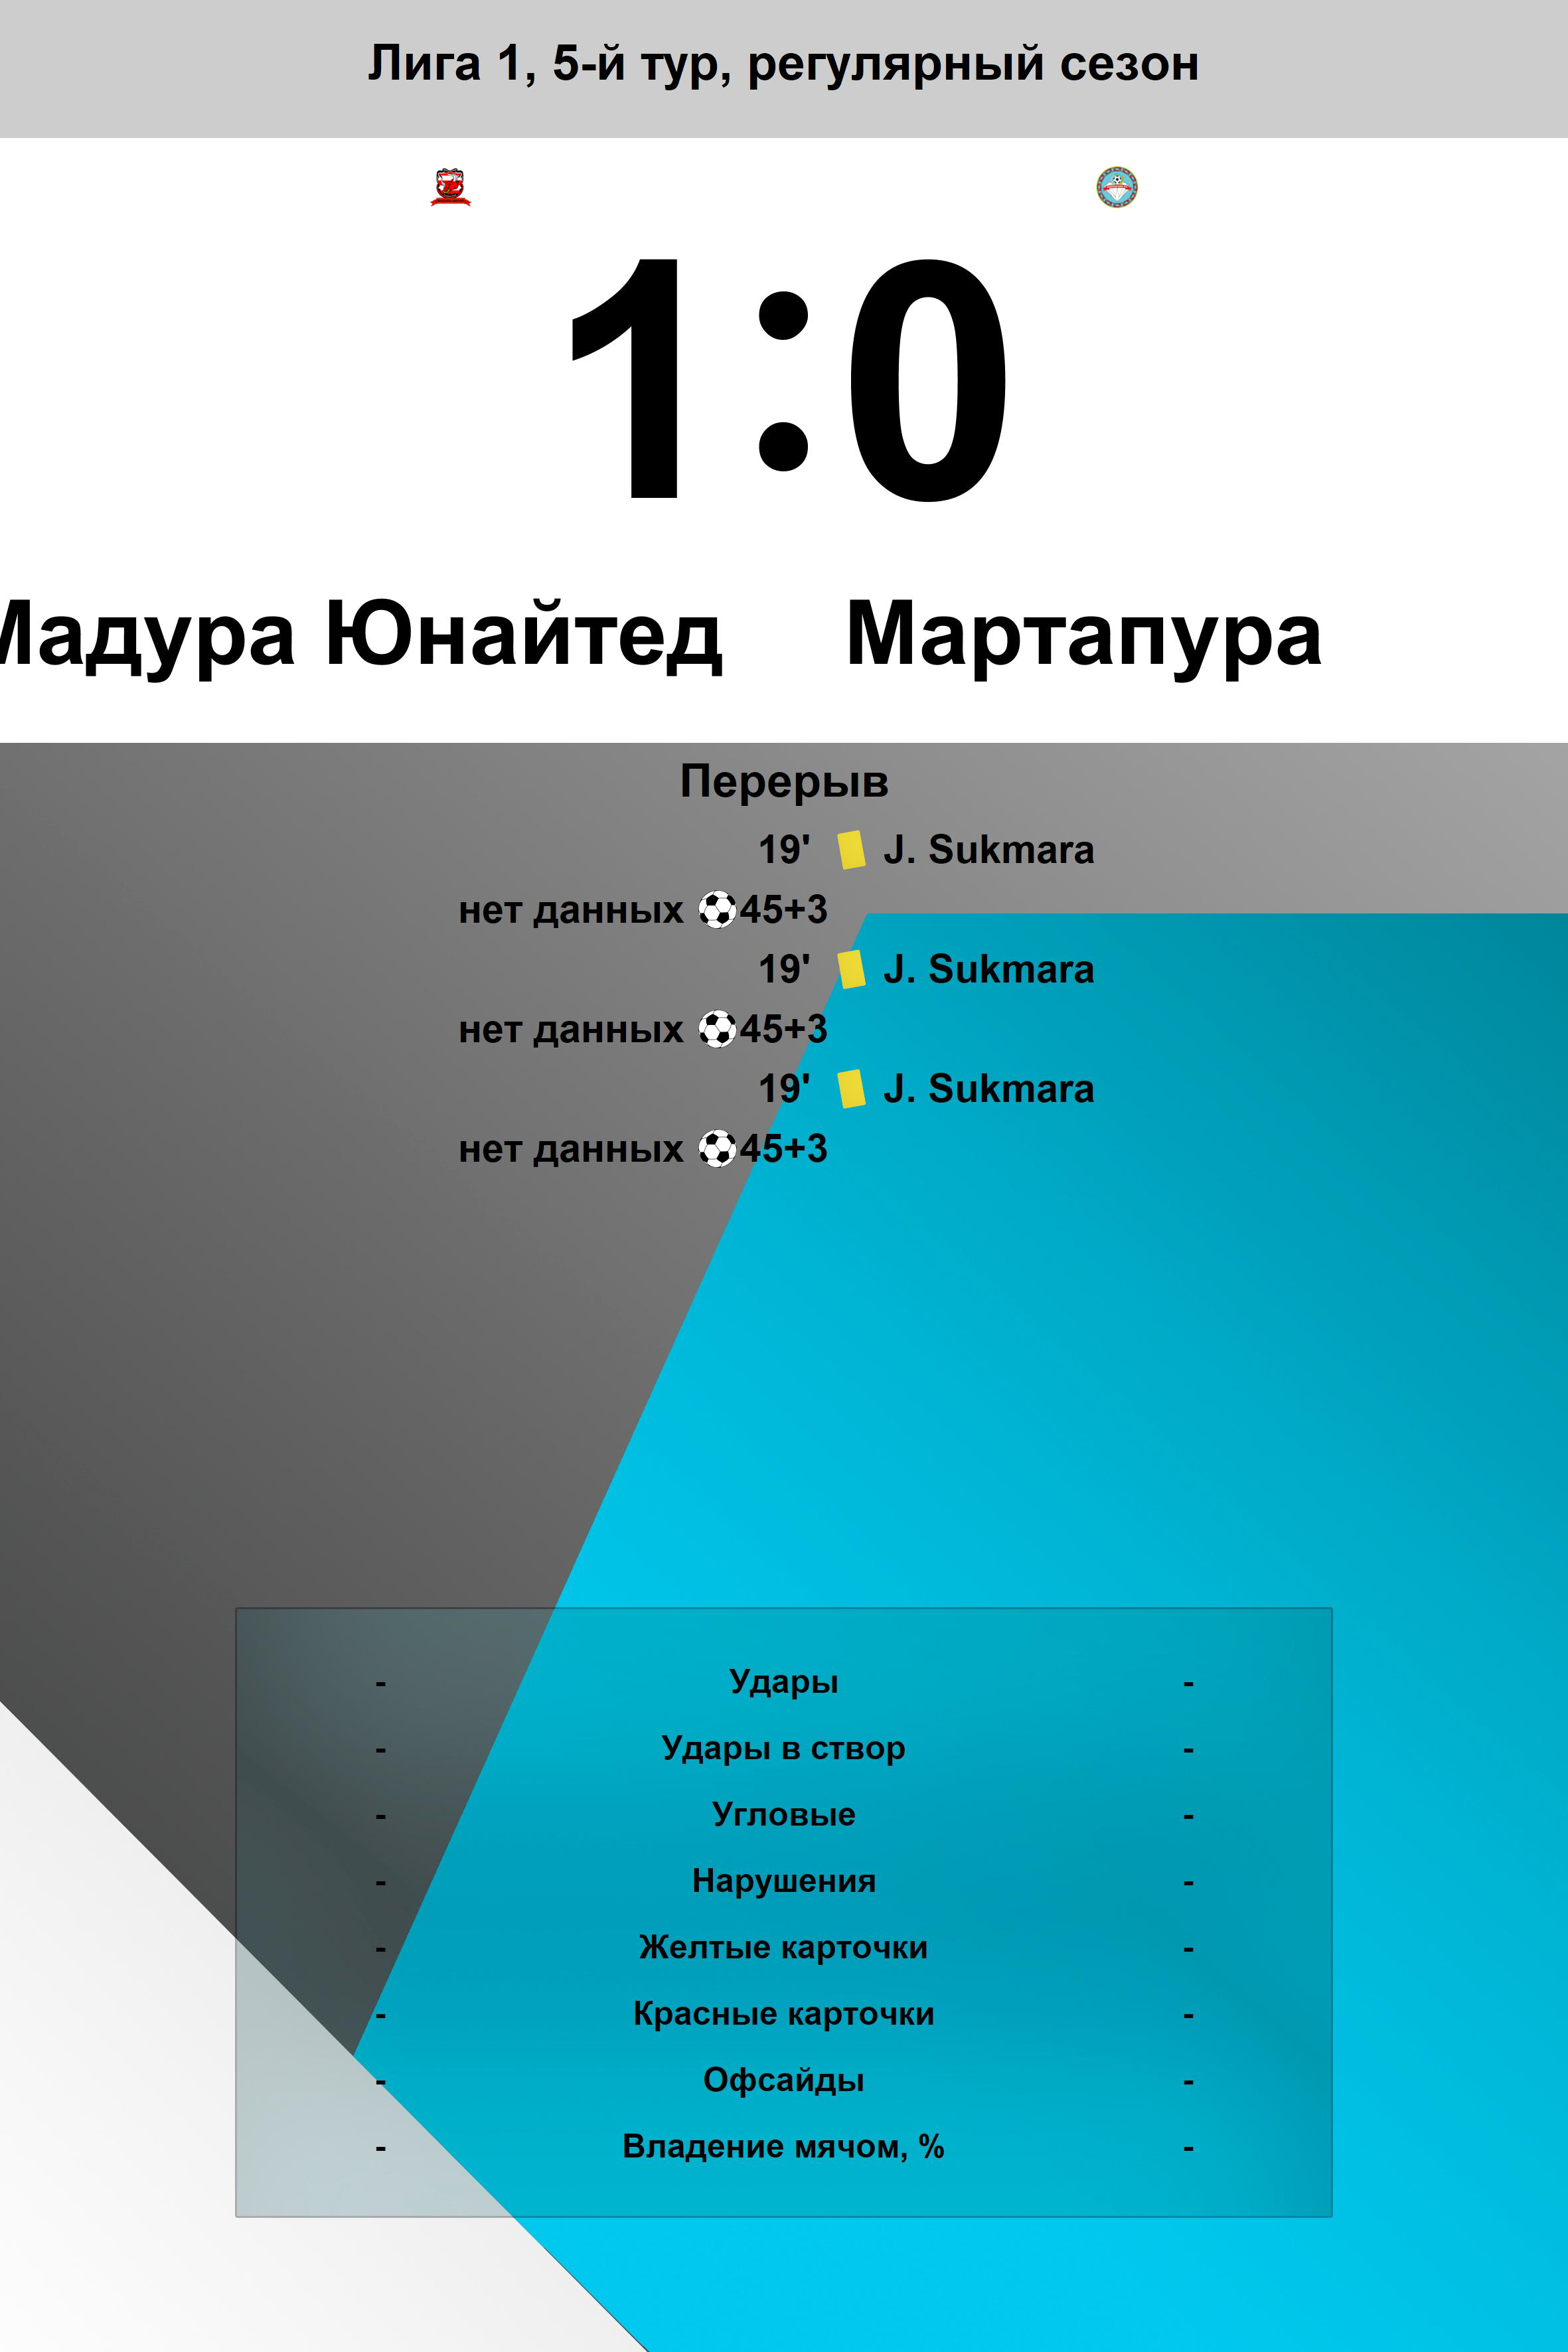 Лига 1, 5-й тур, регулярный сезон
1:0
Мадура Юнайтед Мартапура
Перерыв
19' J. Sukmara
нет данных 45+3
19' J. Sukmara
нет данных 45+3
19' J. Sukmara
нет данных 45+3
- Удары -
- Удары в створ -
- Угловые -
- Нарушения -
- Желтые карточки -
- Красные карточки -
- Офсайды -
- Владение мячом, % -